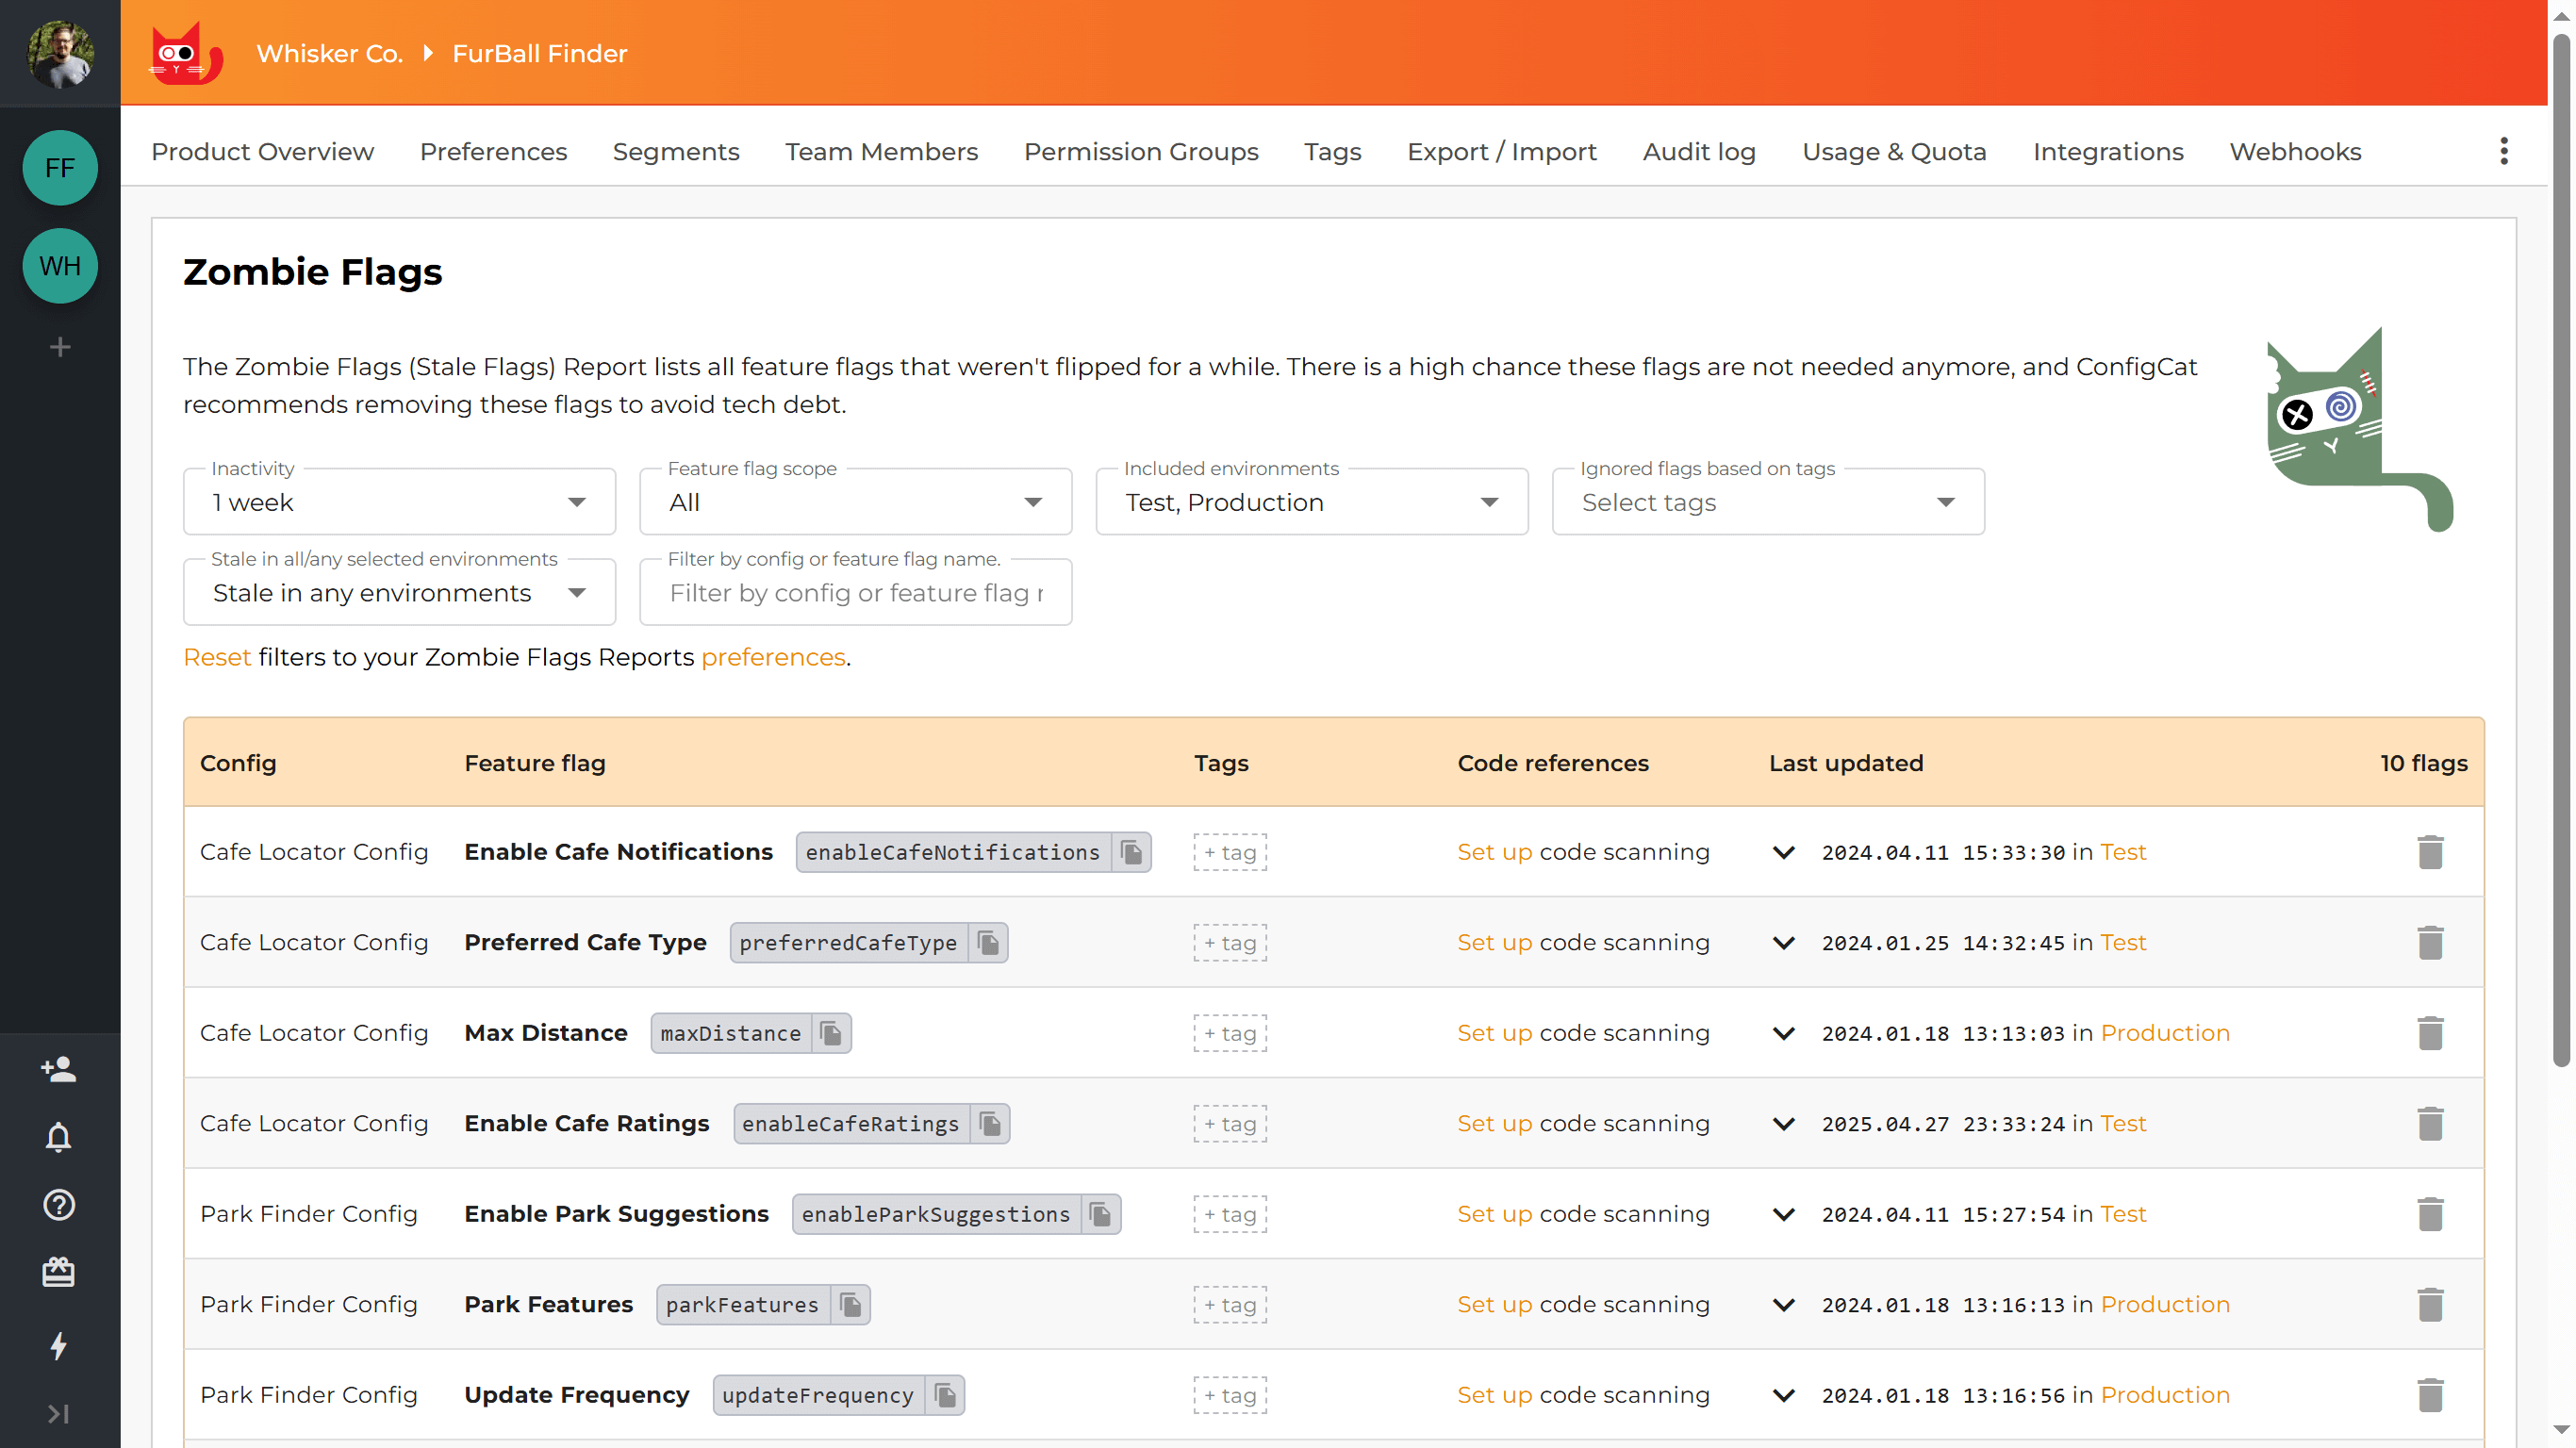 Whisker Co. FurBall Finder
Product Overview Preferences Segments Team Members Permission Groups Tags Export / Import Audit log Usage & Quota Integrations Webhooks
FF
WH
Zombie Flags
The Zombie Flags (Stale Flags) Report lists all feature flags that weren't flipped for a while. There is a high chance these flags are not needed anymore, and ConfigCat
recommends removing these flags to avoid tech debt.
Inactivity Feature flag scope Included environments Ignored flags based on tags
1 week All Test, Production Select tags
Stale in all/any selected environments Filter by config or feature flag name.
Stale in any environments Filter by config or feature flag r
Reset filters to your Zombie Flags Reports preferences.
Config Feature flag Tags Code references Last updated 10 flags
Cafe Locator Config Enable Cafe Notifications enableCafeNotifications + tag Set up code scanning 2024.04.11 15:33:30 in Test
Cafe Locator Config Preferred Cafe Type preferredCafeType + tag Set up code scanning 2024.01.25 14:32:45 in Test
Cafe Locator Config Max Distance maxDistance + tag Set up code scanning 2024.01.18 13:13:03 in Production
Cafe Locator Config Enable Cafe Ratings enableCafeRatings + tag Set up code scanning 2025.04.27 23:33:24 in Test
Park Finder Config Enable Park Suggestions enableParkSuggestions + tag Set up code scanning 2024.04.11 15:27:54 in Test
Park Finder Config Park Features parkFeatures + tag Set up code scanning 2024.01.18 13:16:13 in Production
Park Finder Config Update Frequency updateFrequency + tag Set up code scanning 2024.01.18 13:16:56 in Production